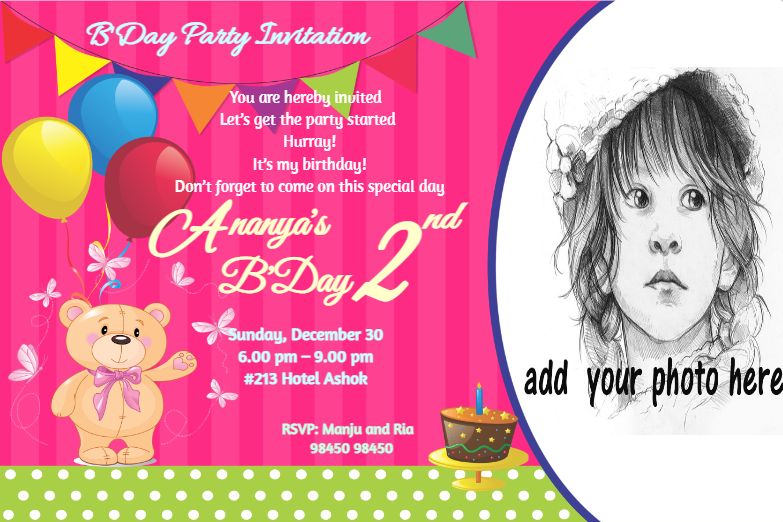 B'Day Party Invitation
You are hereby invited
Let's get the party started
Hurray!
It's my birthday!
Don't forget to come on this special day
Ananya's
B'Day 2nd
Sunday, December 30
6.00 pm – 9.00 pm
#213 Hotel Ashok
RSVP: Manju and Ria
98450 98450
add your photo here